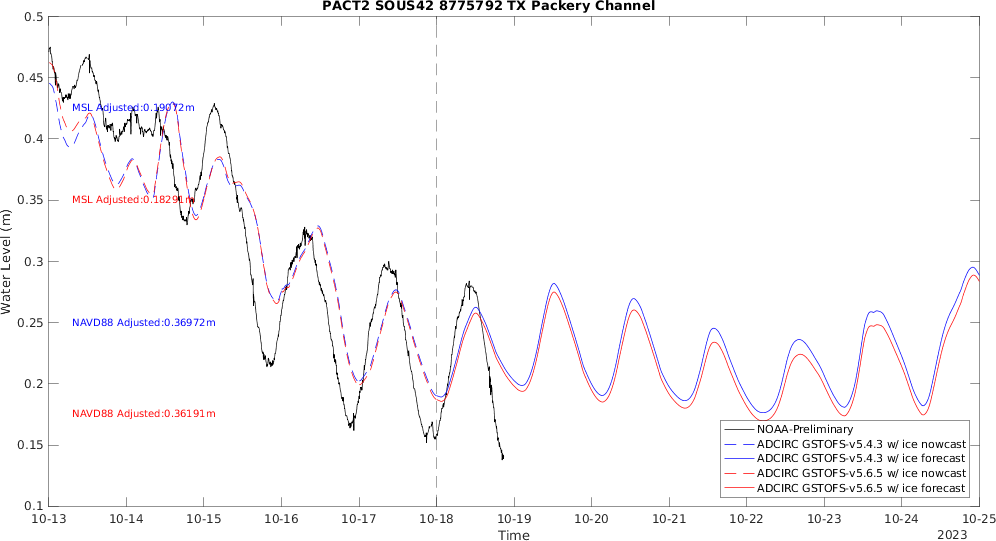 PACT2 SOUS42 8775792 TX Packery Channel
0.5
0.45
0.4
0.35
0.3
0.25
0.2
0.15
0.1
Water Level (m)
MSL Adjusted:0.19072m
MSL Adjusted:0.18291m
NAVD88 Adjusted:0.36972m
NAVD88 Adjusted:0.36191m
NOAA-Preliminary
ADCIRC GSTOFS-v5.4.3 w/ ice nowcast
ADCIRC GSTOFS-v5.4.3 w/ ice forecast
ADCIRC GSTOFS-v5.6.5 w/ ice nowcast
ADCIRC GSTOFS-v5.6.5 w/ ice forecast
10-13 10-14 10-15 10-16 10-17 10-18 10-19 10-20 10-21 10-22 10-23 10-24 10-25
Time
2023